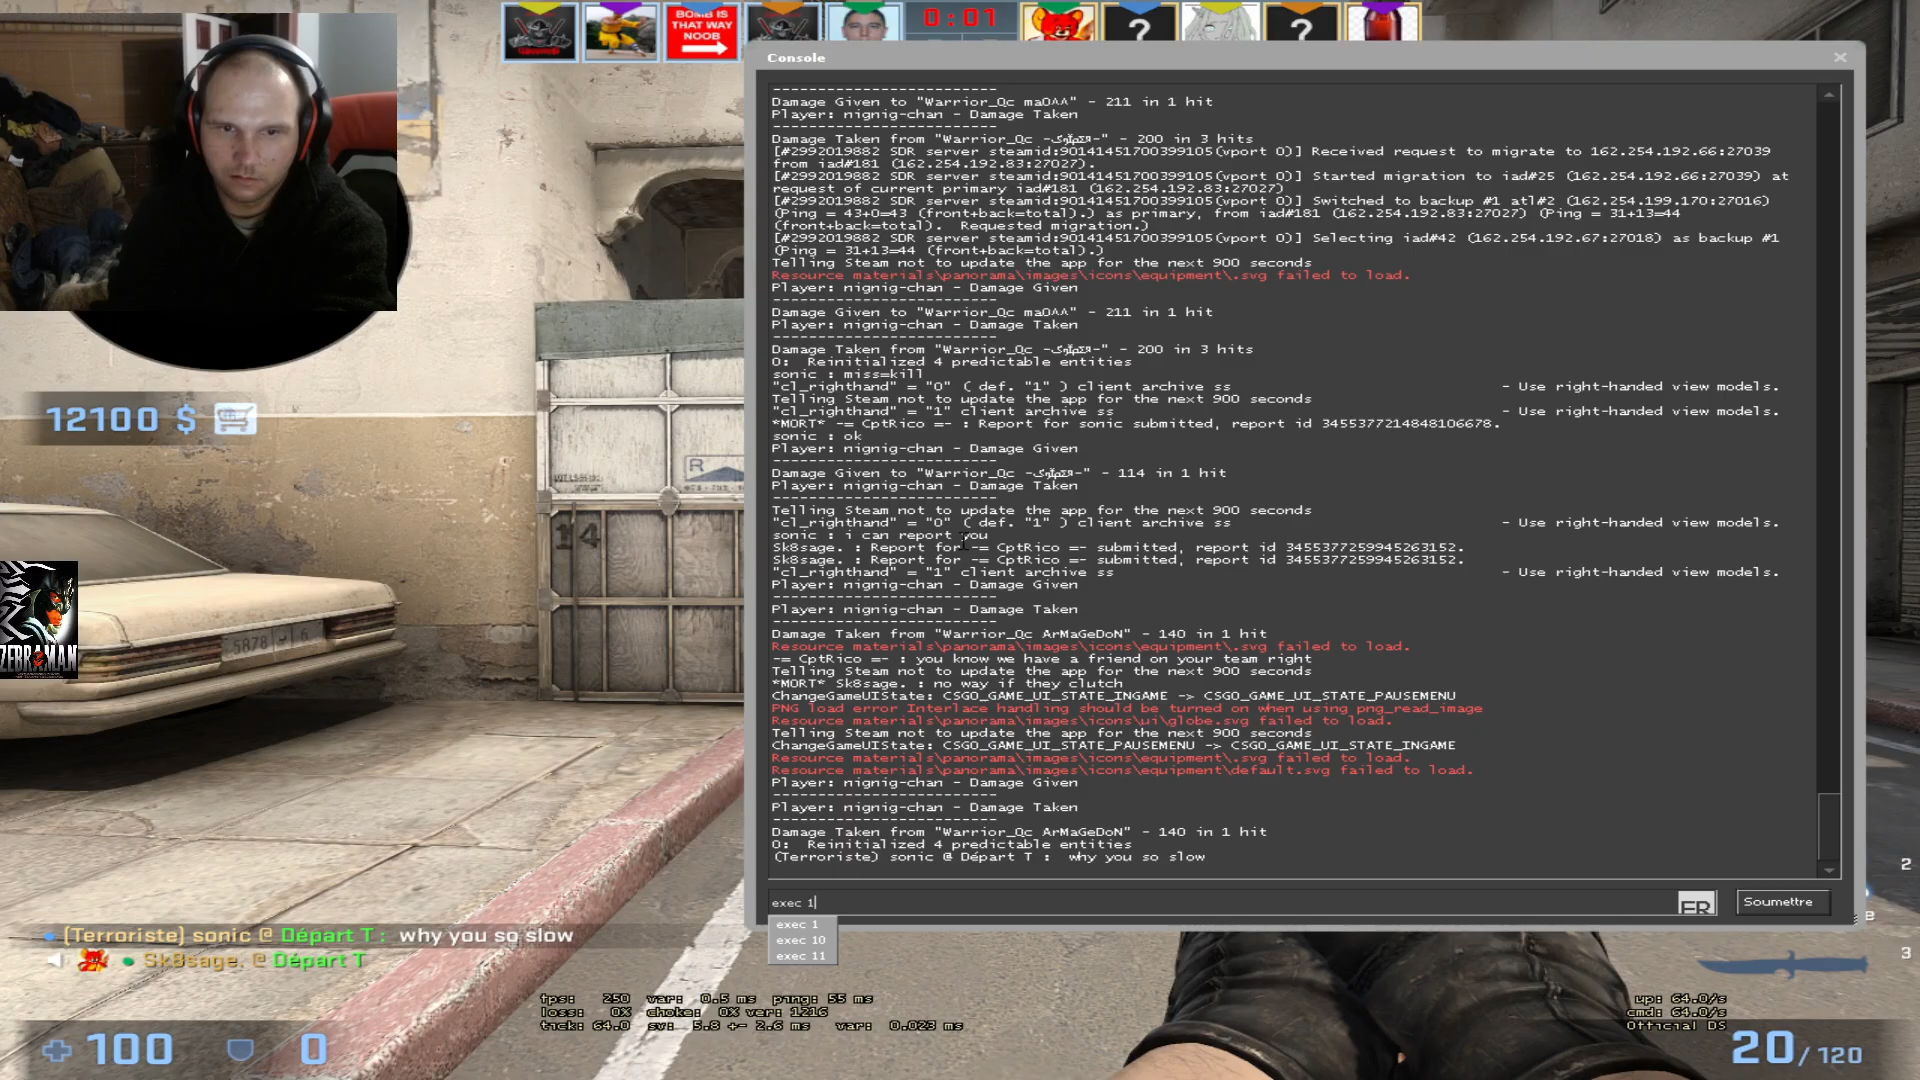 BOMB IS
THAT WAY
NOOB
0:01
?
?
Console
Damage Given to "Warrior_Qc maO^^" - 211 in 1 hit
Player: nignig-chan - Damage Taken
-------------------------
Damage Taken from "Warrior_Qc - - 200 in 3 hits
[#2992019882 SDR server steamid:90141451700399105(vport 0)] Received request to migrate to 162.254.192.66:27039
from iad#181 (162.254.192.83:27027).
[#2992019882 SDR server steamid:90141451700399105(vport 0)] Started migration to iad#25 (162.254.192.66:27039) at
request of current primary iad#181 (162.254.192.83:27027)
[#2992019882 SDR server steamid:90141451700399105(vport 0)] Switched to backup #1 atl#2 (162.254.199.170:27016)
(Ping = 43+0=43 (front+back=total).) as primary, from iad#181 (162.254.192.83:27027) (Ping = 31+13=44
(front+back=total).  Requested migration.)
[#2992019882 SDR server steamid:90141451700399105(vport 0)] Selecting iad#42 (162.254.192.67:27018) as backup #1
(Ping = 31+13=44 (front+back=total).)
Telling Steam not to update the app for the next 900 seconds
Resource materials\panorama\images\icons\equipment\.svg failed to load.
Player: nignig-chan - Damage Given
-------------------------
Damage Given to "Warrior_Qc maO^^" - 211 in 1 hit
Player: nignig-chan - Damage Taken
-------------------------
Damage Taken from "Warrior_Qc - - 200 in 3 hits
0:  Reinitialized 4 predictable entities
sonic : miss=kill
"cl_righthand" = "0" ( def. "1" ) client archive ss - Use right-handed view models.
Telling Steam not to update the app for the next 900 seconds
"cl_righthand" = "1" client archive ss - Use right-handed view models.
*MORT* -= CptRico =- : Report for sonic submitted, report id 3455377214848106678.
sonic : ok
Player: nignig-chan - Damage Given
-------------------------
Damage Given to "Warrior_Qc - - 114 in 1 hit
Player: nignig-chan - Damage Taken
-------------------------
Telling Steam not to update the app for the next 900 seconds
"cl_righthand" = "0" ( def. "1" ) client archive ss - Use right-handed view models.
sonic : i can report you
Sk8sage. : Report for -= CptRico =- submitted, report id 3455377259945263152.
Sk8sage. : Report for -= CptRico =- submitted, report id 3455377259945263152.
"cl_righthand" = "1" client archive ss - Use right-handed view models.
Player: nignig-chan - Damage Given
-------------------------
Player: nignig-chan - Damage Taken
-------------------------
Damage Taken from "Warrior_Qc ArMaGeDoN" - 140 in 1 hit
Resource materials\panorama\images\icons\equipment\.svg failed to load.
-= CptRico =- : you know we have a friend on your team right
Telling Steam not to update the app for the next 900 seconds
*MORT* Sk8sage. : no way if they clutch
ChangeGameUIState: CSGO_GAME_UI_STATE_INGAME -> CSGO_GAME_UI_STATE_PAUSEMENU
PNG load error Interlace handling should be turned on when using png_read_image
Resource materials\panorama\images\icons\ui\globe.svg failed to load.
Telling Steam not to update the app for the next 900 seconds
ChangeGameUIState: CSGO_GAME_UI_STATE_PAUSEMENU -> CSGO_GAME_UI_STATE_INGAME
Resource materials\panorama\images\icons\equipment\.svg failed to load.
Resource materials\panorama\images\icons\equipment\default.svg failed to load.
Player: nignig-chan - Damage Given
-------------------------
Player: nignig-chan - Damage Taken
-------------------------
Damage Taken from "Warrior_Qc ArMaGeDoN" - 140 in 1 hit
0:  Reinitialized 4 predictable entities
(Terroriste) sonic @ Départ T :  why you so slow
exec 1
FR
Soumettre
exec 1
exec 10
exec 11
12100 $
R
14
5878
6
ZEBRAMAN
(Terroriste) sonic @ Départ T : why you so slow
Sk8sage. @ Départ T
fps: 250 var: 0.5 ms ping: 55 ms
loss: 0% choke: 0% ver: 1216
tick: 64.0 sv: 5.8 +- 2.6 ms var: 0.023 ms
up: 64.0/s
cmd: 64.0/s
Official DS
2
e
3
100
0
20/120